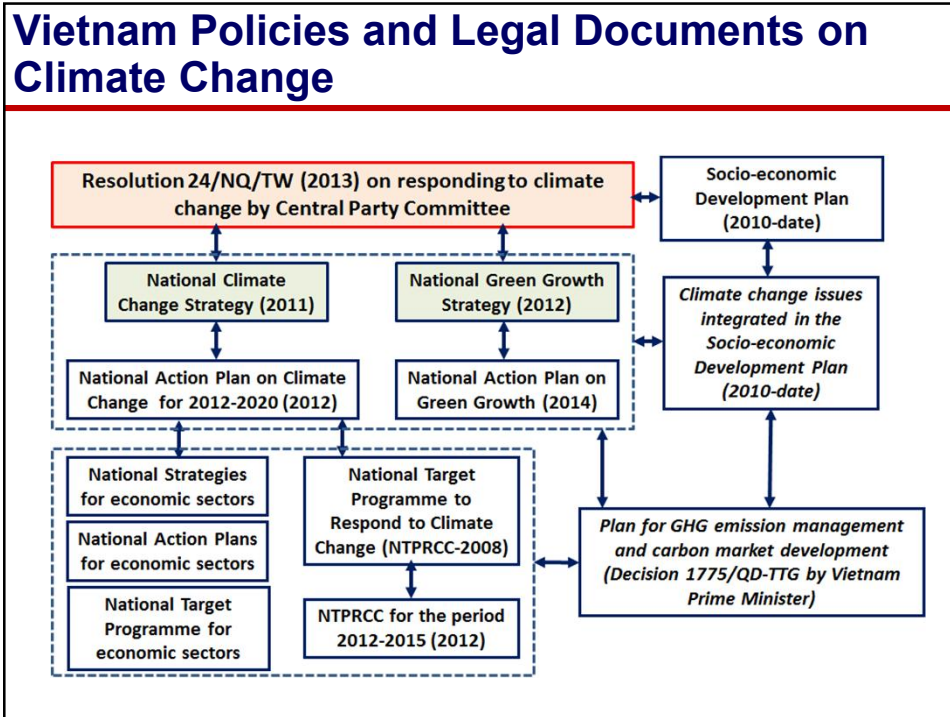 Vietnam Policies and Legal Documents on
Climate Change
Resolution 24/NQ/TW (2013) on responding to climate
change by Central Party Committee
Socio-economic
Development Plan
(2010-date)
National Climate
Change Strategy (2011)
National Green Growth
Strategy (2012)
Climate change issues
integrated in the
Socio-economic
Development Plan
(2010-date)
National Action Plan on Climate
Change for 2012-2020 (2012)
National Action Plan on
Green Growth (2014)
National Strategies
for economic sectors
National Action Plans
for economic sectors
National Target
Programme for
economic sectors
National Target
Programme to
Respond to Climate
Change (NTPRCC-2008)
NTPRCC for the period
2012-2015 (2012)
Plan for GHG emission management
and carbon market development
(Decision 1775/QD-TTG by Vietnam
Prime Minister)